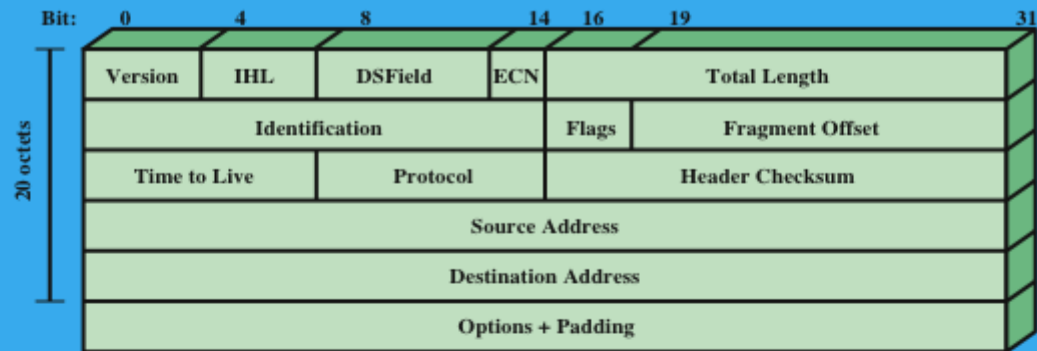 Bit: 0 4 8 14 16 19 31
Version IHL DSField ECN Total Length
Identification Flags Fragment Offset
Time to Live Protocol Header Checksum
Source Address
Destination Address
Options + Padding
20 octets